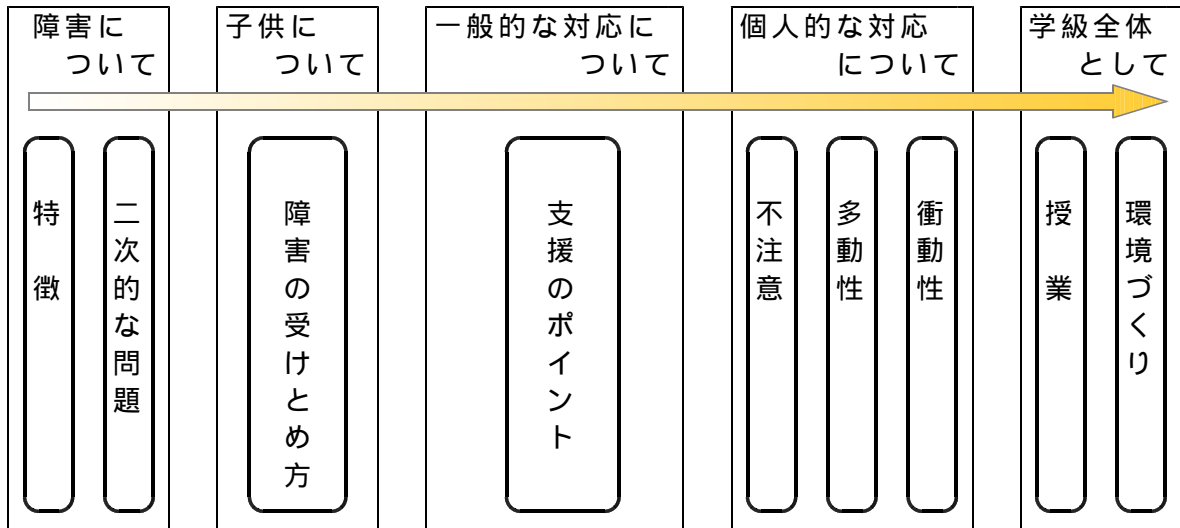 障害に
ついて
特徴
二次的な問題
子供に
ついて
障害の受けとめ方
一般的な対応に
ついて
支援のポイント
個人的な対応
について
不注意
多動性
衝動性
学級全体
として
授業
環境づくり